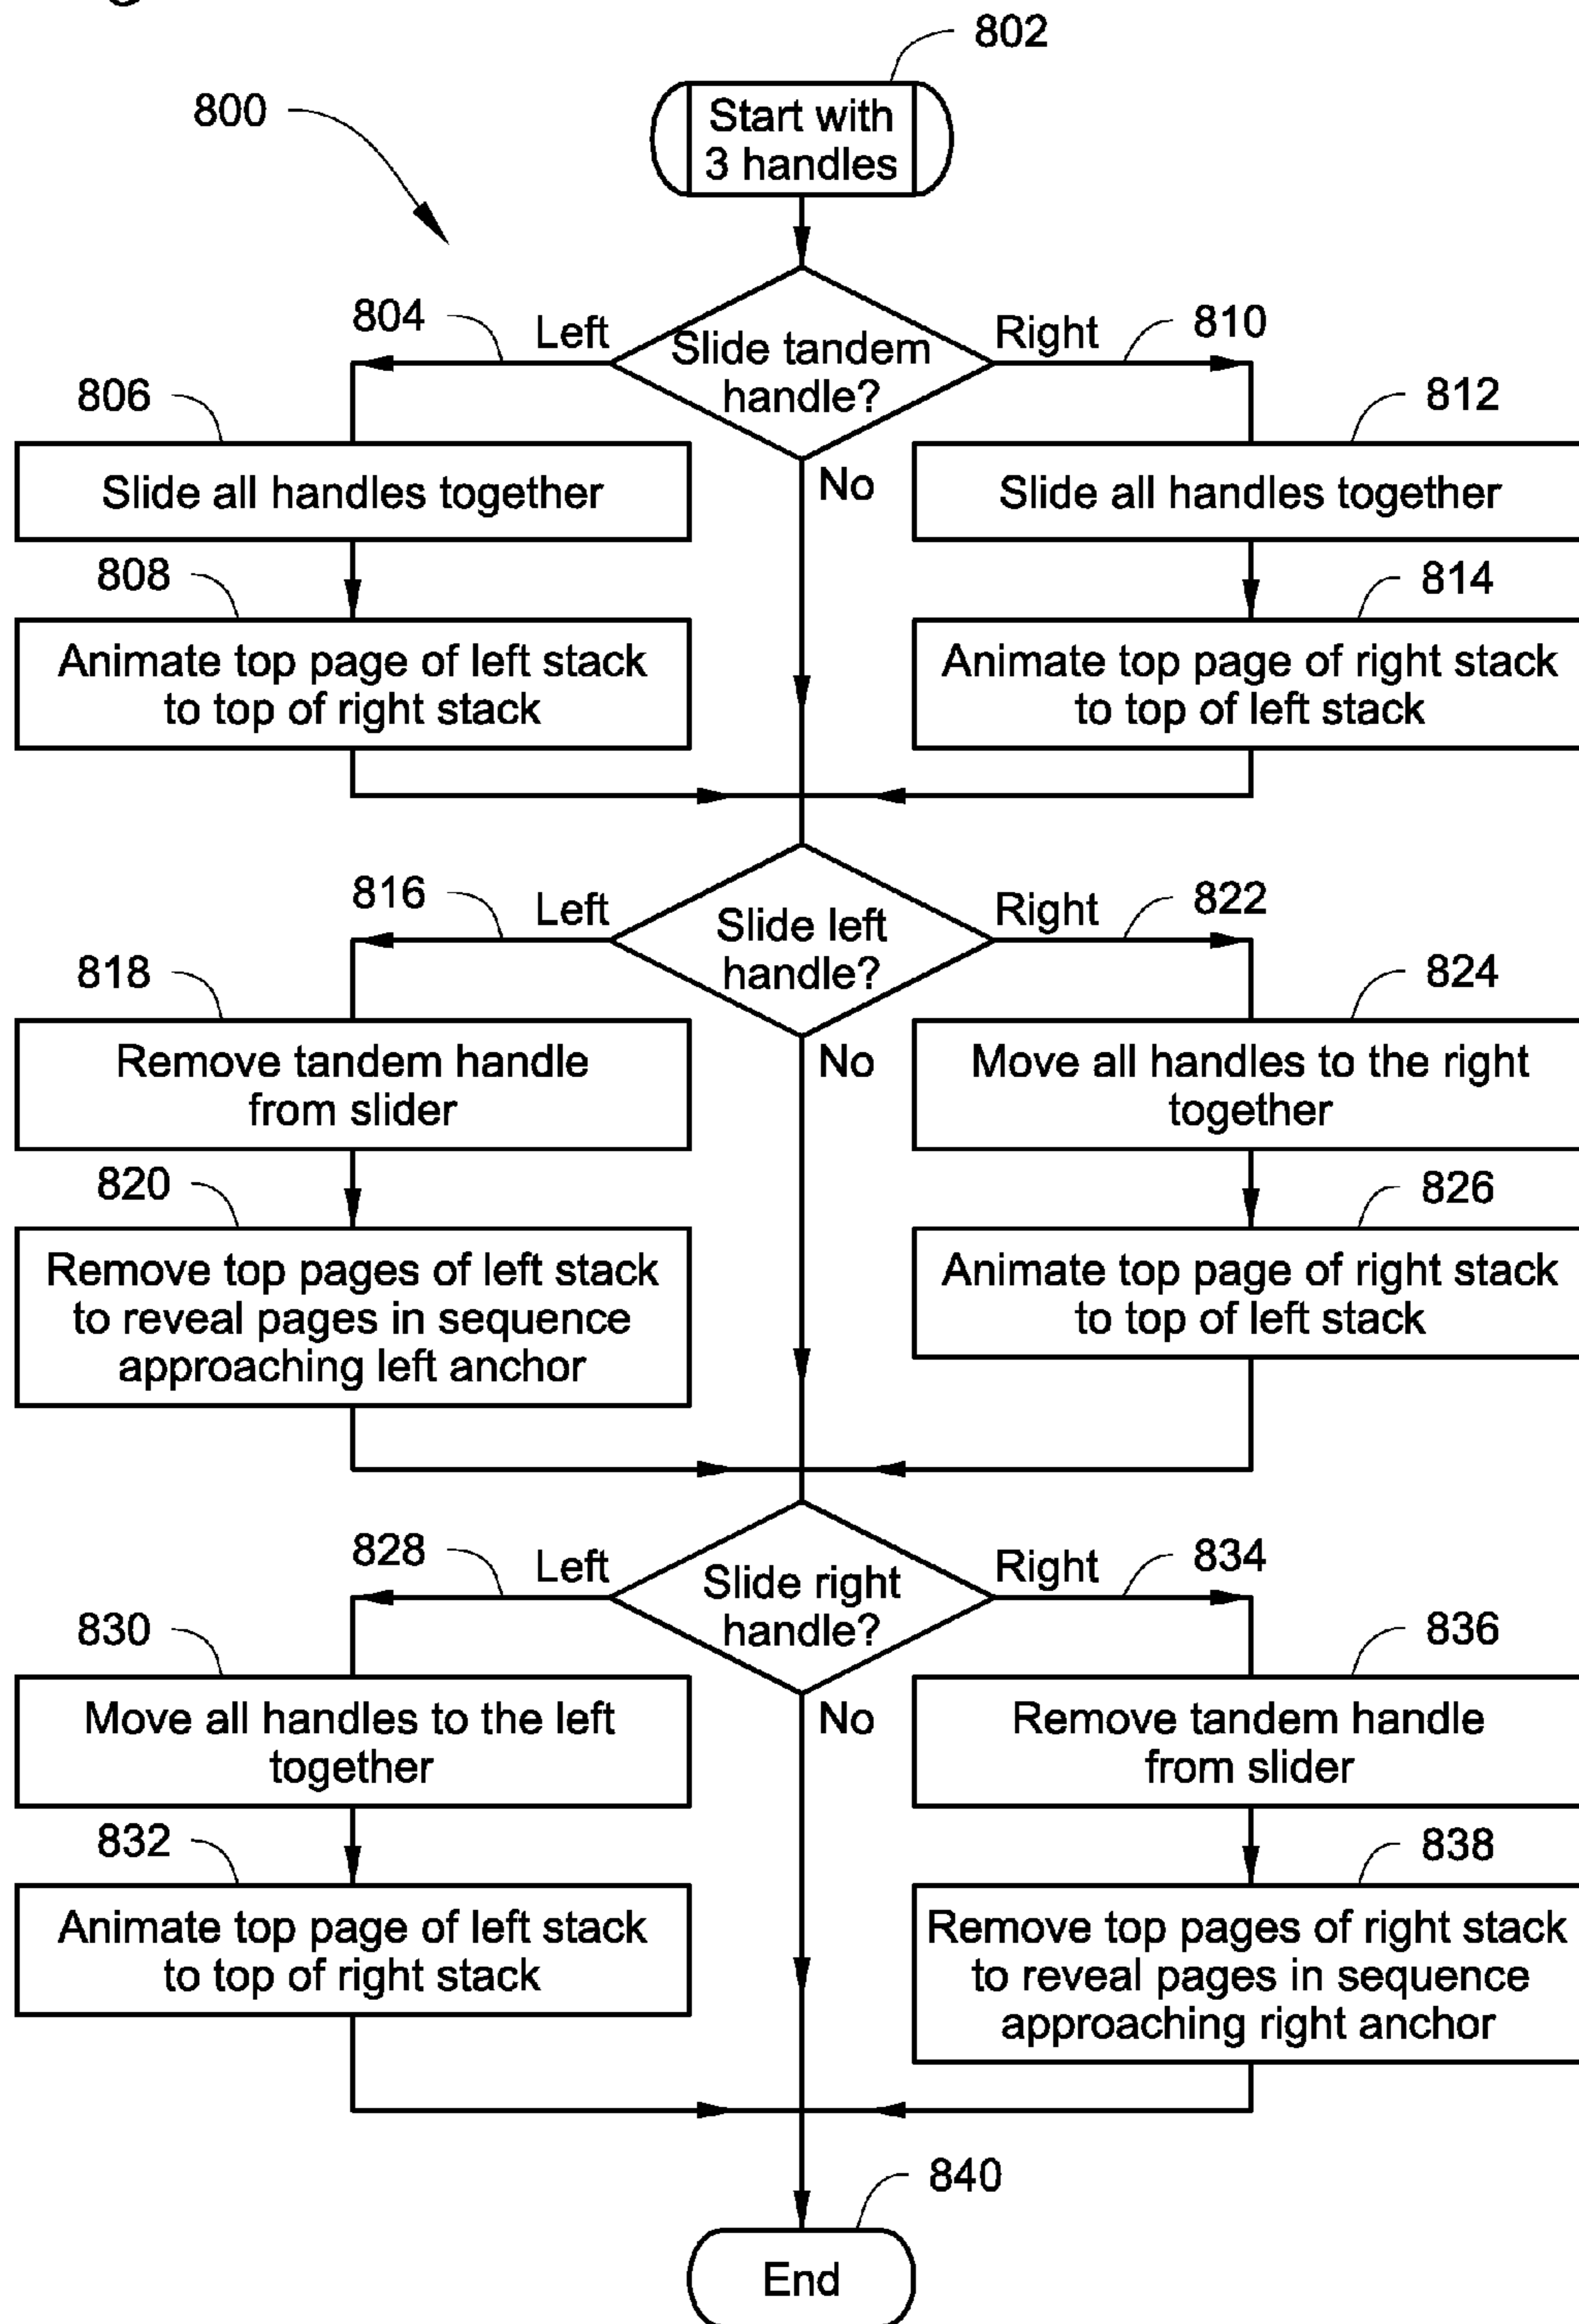 802
800
Start with
3 handles
804
Left
Slide tandem
handle?
Right
810
806
812
Slide all handles together
No
Slide all handles together
808
814
Animate top page of left stack
to top of right stack
Animate top page of right stack
to top of left stack
816
Left
Slide left
handle?
Right
822
818
824
Remove tandem handle
from slider
No
Move all handles to the right
together
820
826
Remove top pages of left stack
to reveal pages in sequence
approaching left anchor
Animate top page of right stack
to top of left stack
828
Left
Slide right
handle?
Right
834
830
836
Move all handles to the left
together
No
Remove tandem handle
from slider
832
838
Animate top page of left stack
to top of right stack
Remove top pages of right stack
to reveal pages in sequence
approaching right anchor
840
End